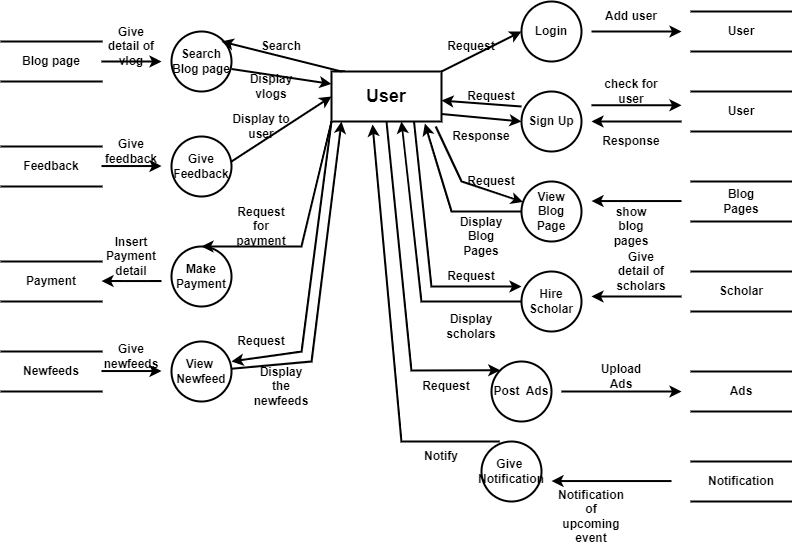 Give
detail of
vlog
Blog page
Search
Blog page
Search
Display
vlogs
User
Request
Login
Add user
User
Request
Response
Sign Up
check for
user
Response
User
Feedback
Give
feedback
Give
Feedback
Display to
user
Request
Display
Blog
Pages
View
Blog
Page
show
blog
pages
Blog
Pages
Payment
Insert
Payment
detail
Make
Payment
Request
for
payment
Request
Display
scholars
Hire
Scholar
Give
detail of
scholars
Scholar
Newfeeds
Give
newfeeds
View
Newfeed
Request
Display
the
newfeeds
Request
Post Ads
Upload
Ads
Ads
Notify
Give
Notification
Notification
of
upcoming
event
Notification